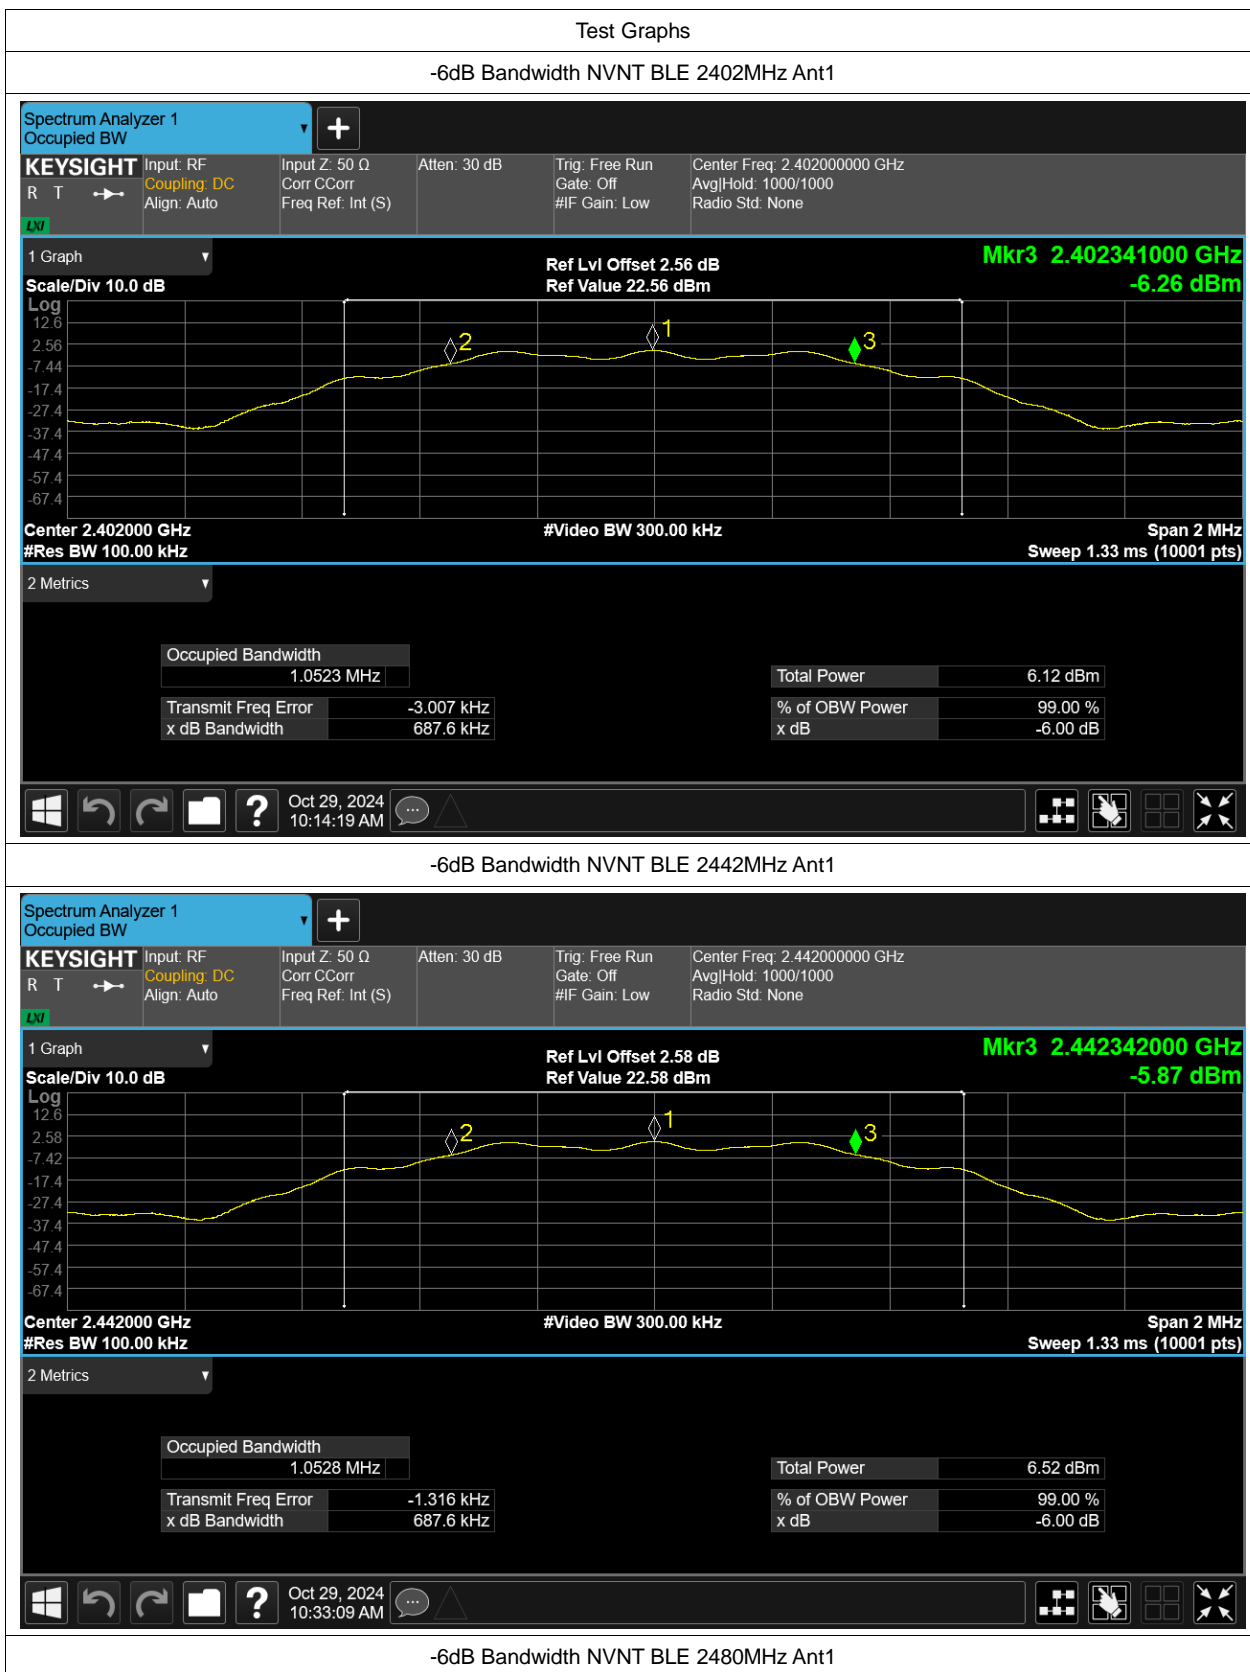 Test Graphs
-6dB Bandwidth NVNT BLE 2402MHz Ant1
Spectrum Analyzer 1
Occupied BW
KEYSIGHT Input: RF Input Z: 50 Ω Atten: 30 dB Trig: Free Run Center Freq: 2.402000000 GHz
R T Coupling: DC Corr CCorr Gate: Off Avg|Hold: 1000/1000
Align: Auto Freq Ref: Int (S) #IF Gain: Low Radio Std: None
LXI
1 Graph Ref Lvl Offset 2.56 dB Mkr3 2.402341000 GHz
Scale/Div 10.0 dB Ref Value 22.56 dBm -6.26 dBm
Log
12.6
2.56
-7.44
-17.4
-27.4
-37.4
-47.4
-57.4
-67.4
2 1 3
Center 2.402000 GHz #Video BW 300.00 kHz Span 2 MHz
#Res BW 100.00 kHz Sweep 1.33 ms (10001 pts)
2 Metrics
Occupied Bandwidth
1.0523 MHz Total Power 6.12 dBm
Transmit Freq Error -3.007 kHz % of OBW Power 99.00 %
x dB Bandwidth 687.6 kHz x dB -6.00 dB
Oct 29, 2024
10:14:19 AM
-6dB Bandwidth NVNT BLE 2442MHz Ant1
Spectrum Analyzer 1
Occupied BW
KEYSIGHT Input: RF Input Z: 50 Ω Atten: 30 dB Trig: Free Run Center Freq: 2.442000000 GHz
R T Coupling: DC Corr CCorr Gate: Off Avg|Hold: 1000/1000
Align: Auto Freq Ref: Int (S) #IF Gain: Low Radio Std: None
LXI
1 Graph Ref Lvl Offset 2.58 dB Mkr3 2.442342000 GHz
Scale/Div 10.0 dB Ref Value 22.58 dBm -5.87 dBm
Log
12.6
2.58
-7.42
-17.4
-27.4
-37.4
-47.4
-57.4
-67.4
2 1 3
Center 2.442000 GHz #Video BW 300.00 kHz Span 2 MHz
#Res BW 100.00 kHz Sweep 1.33 ms (10001 pts)
2 Metrics
Occupied Bandwidth
1.0528 MHz Total Power 6.52 dBm
Transmit Freq Error -1.316 kHz % of OBW Power 99.00 %
x dB Bandwidth 687.6 kHz x dB -6.00 dB
Oct 29, 2024
10:33:09 AM
-6dB Bandwidth NVNT BLE 2480MHz Ant1